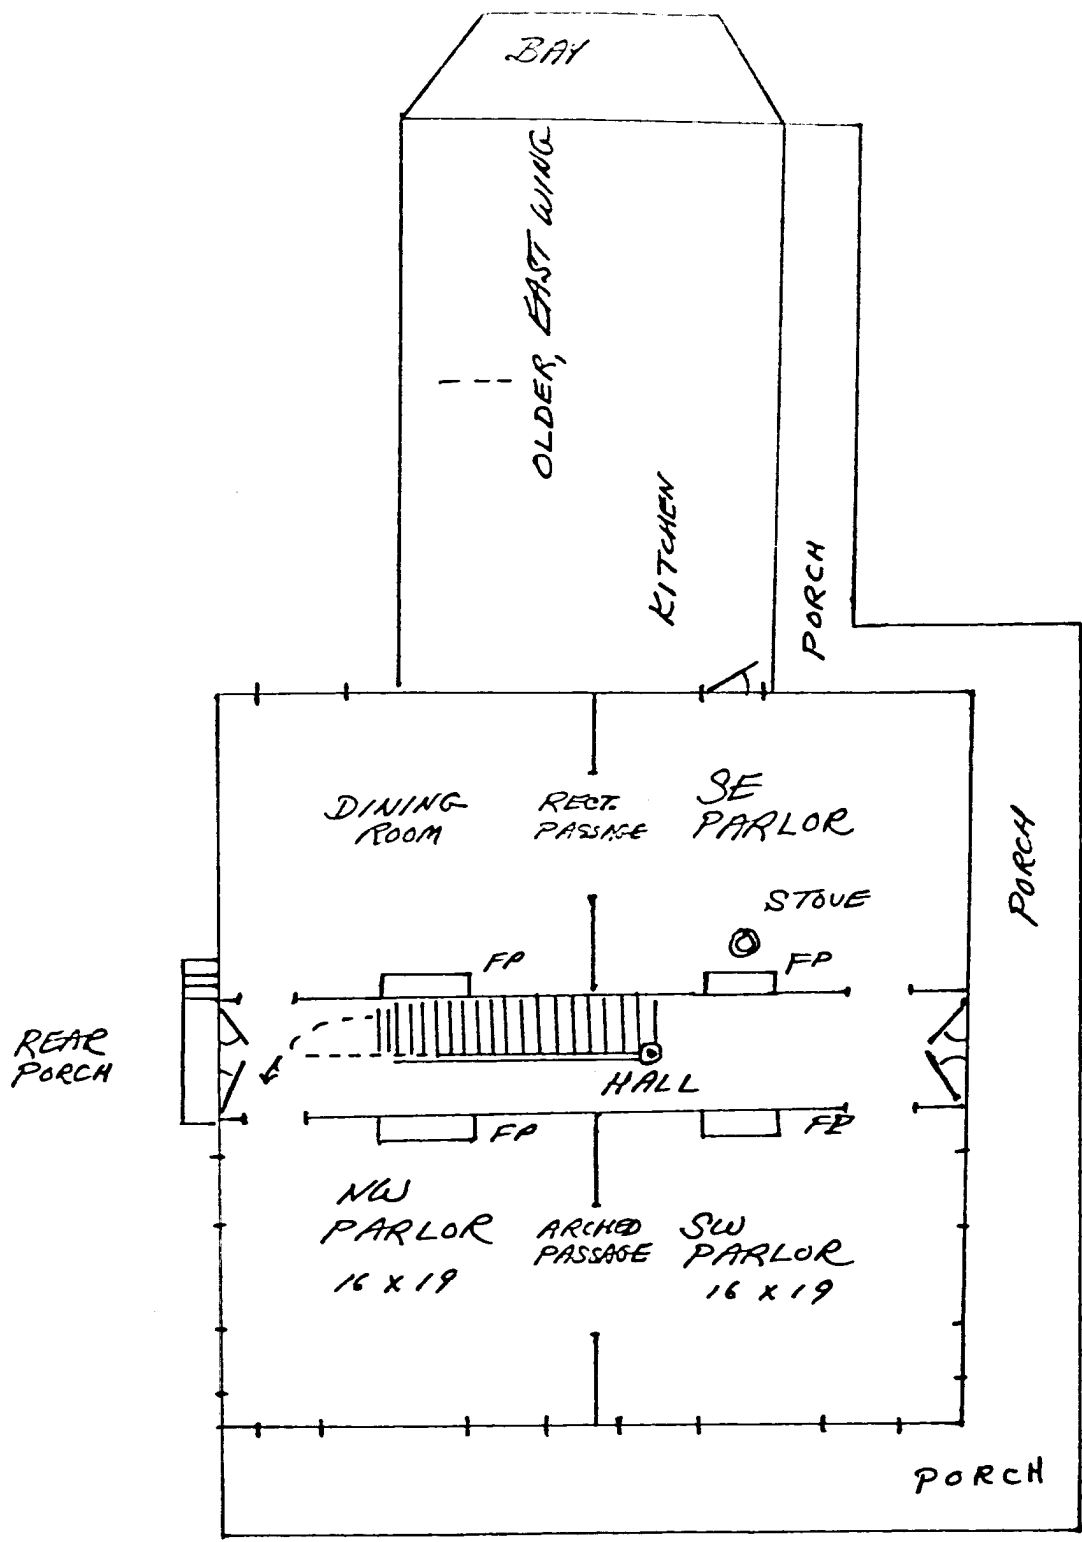 BAY
OLDER, EAST WING
KITCHEN
PORCH
DINING
ROOM
RECT.
PASSAGE
SE
PARLOR
PORCH
STOVE
FP
FP
REAR
PORCH
HALL
FP
FP
NW
PARLOR
16 x 19
ARCHED
PASSAGE
SW
PARLOR
16 x 19
PORCH